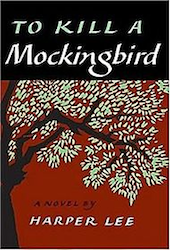 TO KILL A
Mockingbird
A NOVEL BY
HARPER LEE